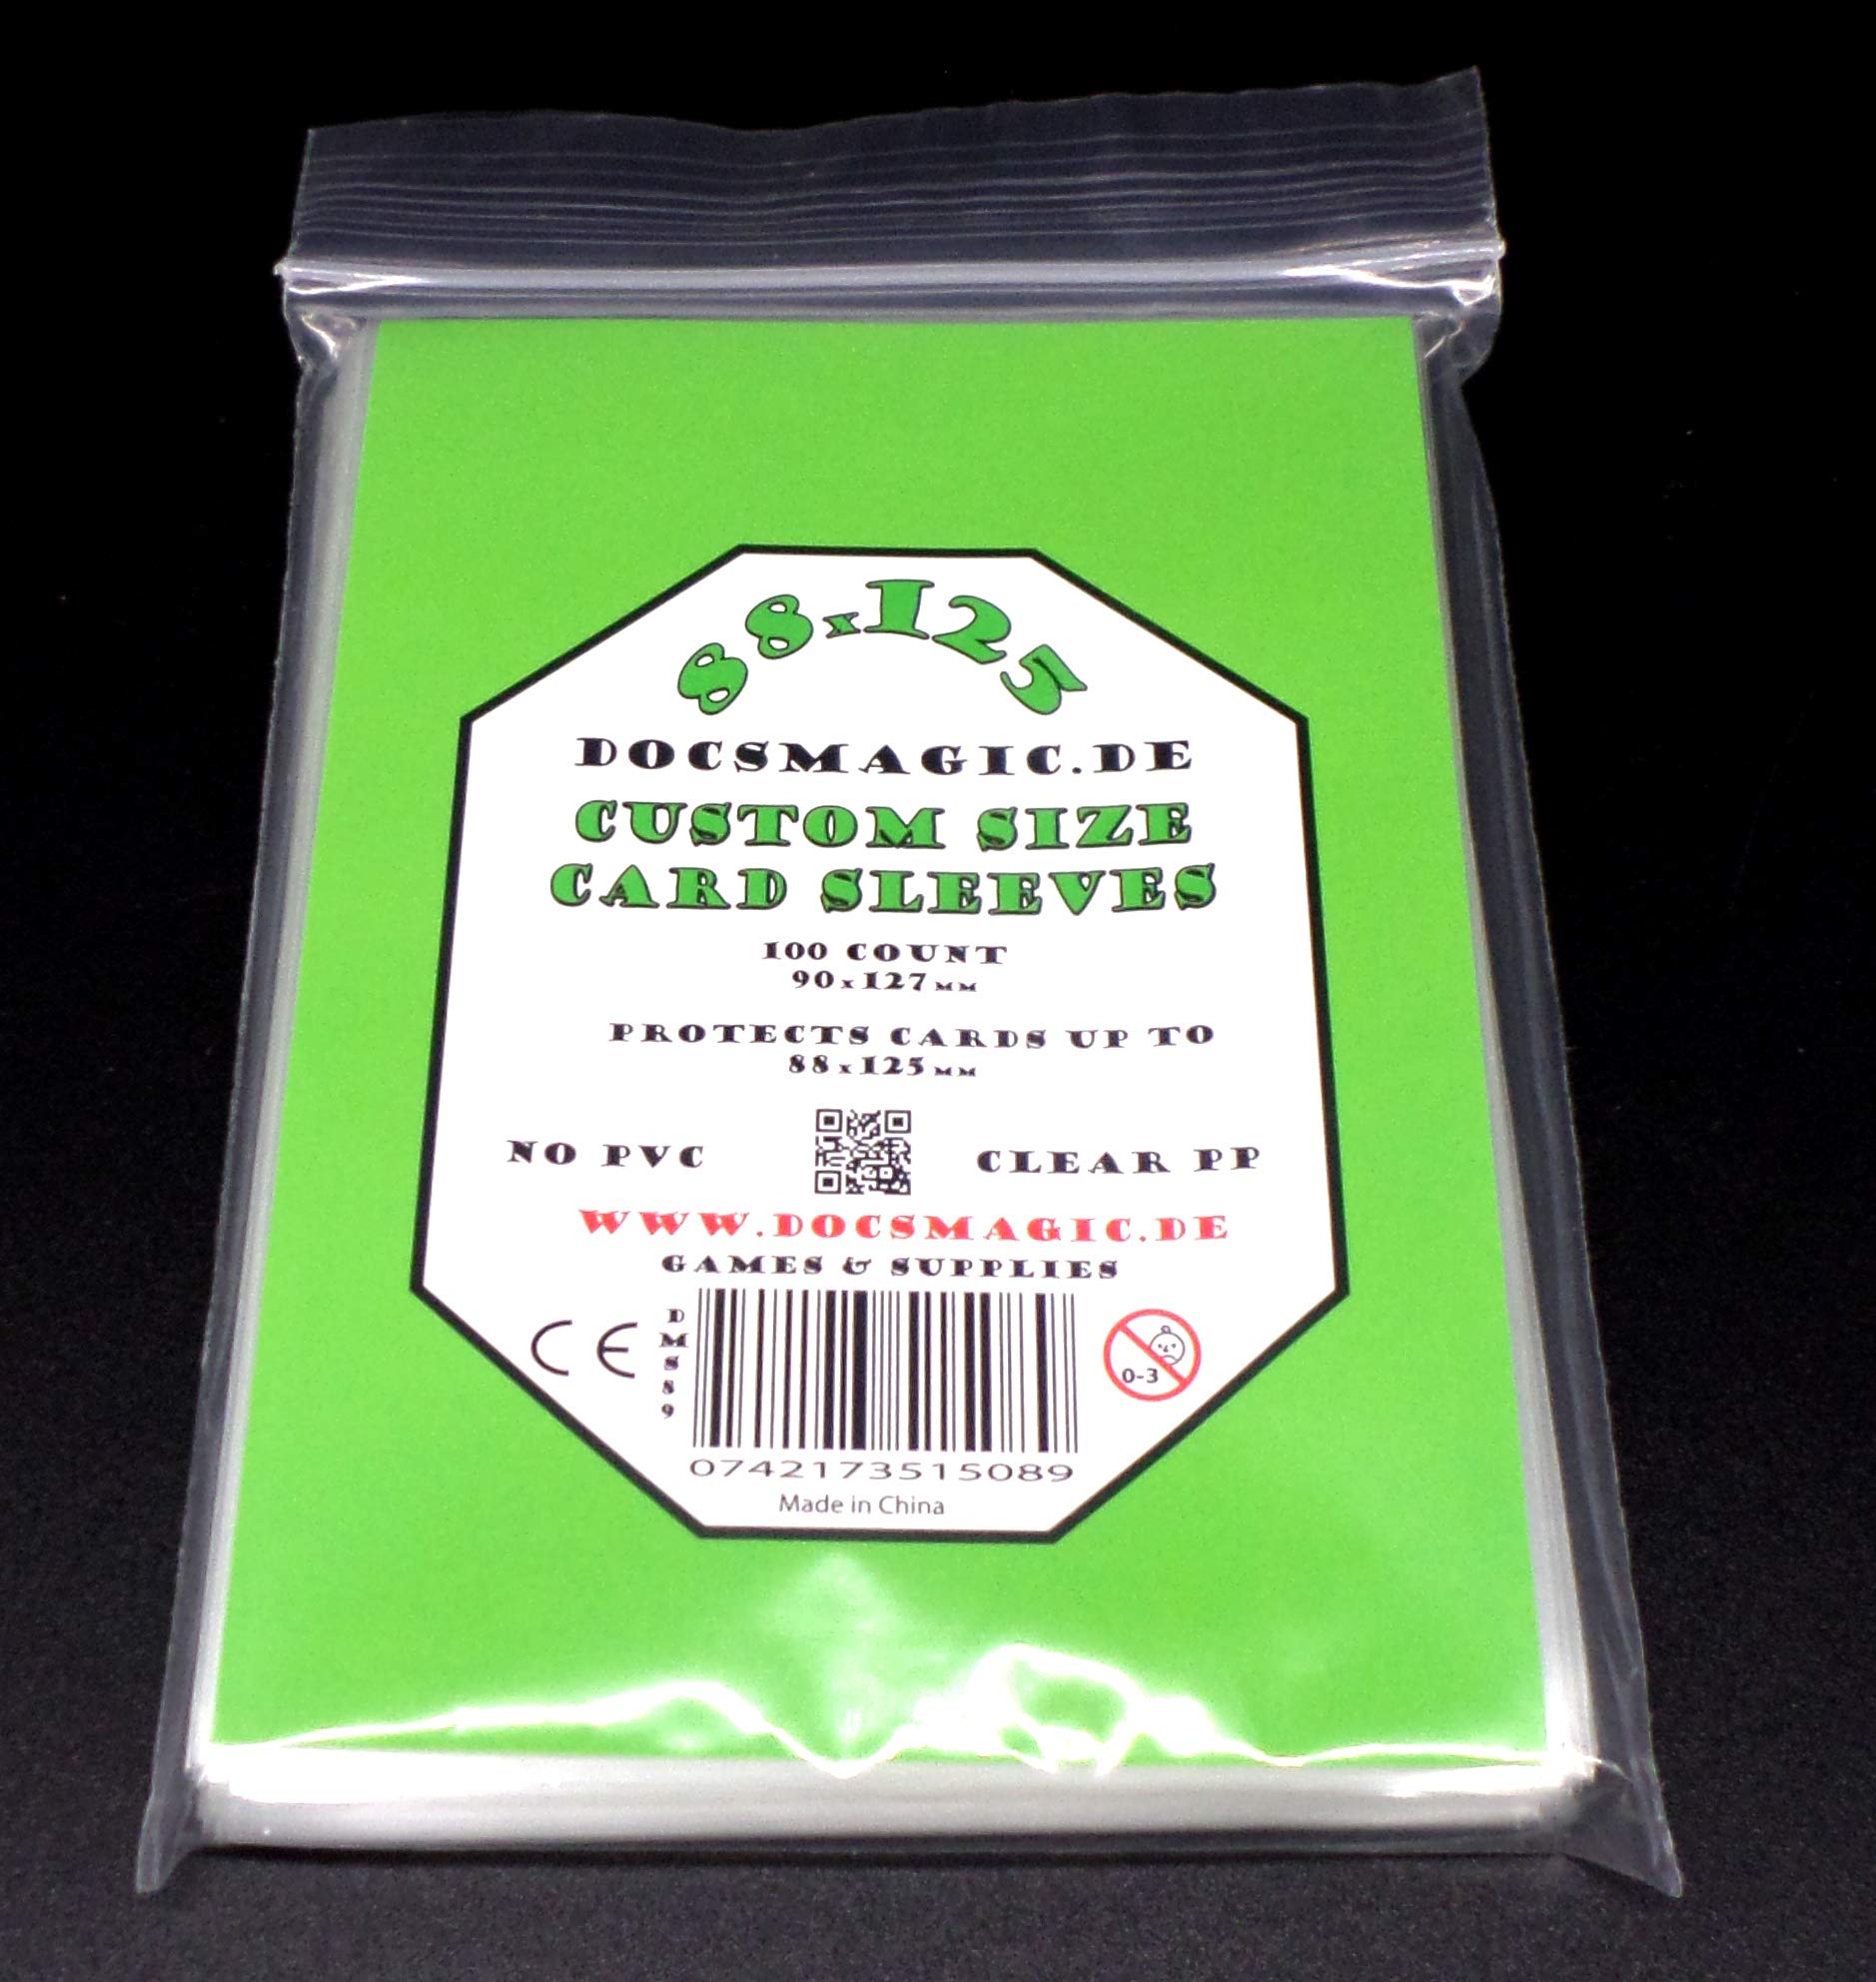 88x125
DOCSMAGIC.DE
CUSTOM SIZE
CARD SLEEVES
100 COUNT
90x127MM
PROTECTS CARDS UP TO
88x125MM
NO PVC CLEAR PP
WWW.DOCSMAGIC.DE
GAMES & SUPPLIES
CE
DMS89
0-3
0742173515089
Made in China